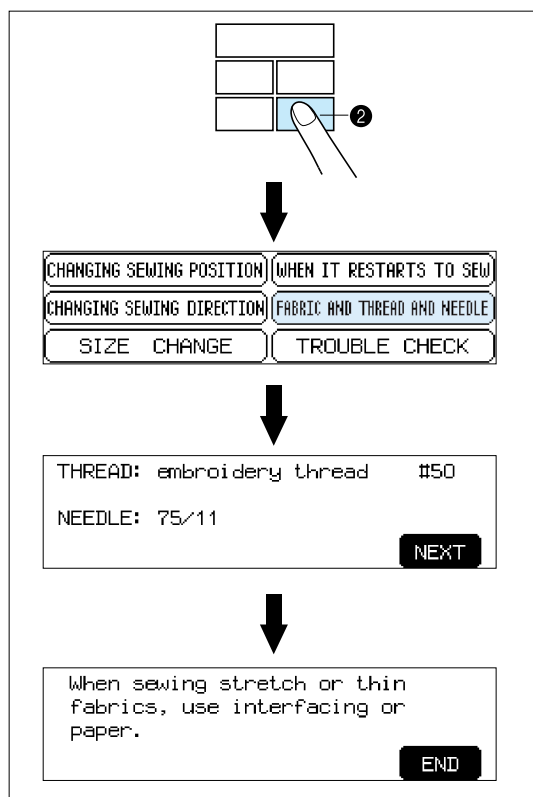 2
CHANGING SEWING POSITION WHEN IT RESTARTS TO SEW
CHANGING SEWING DIRECTION FABRIC AND THREAD AND NEEDLE
SIZE CHANGE TROUBLE CHECK
THREAD: embroidery thread #50
NEEDLE: 75/11
NEXT
When sewing stretch or thin
fabrics, use interfacing or
paper.
END